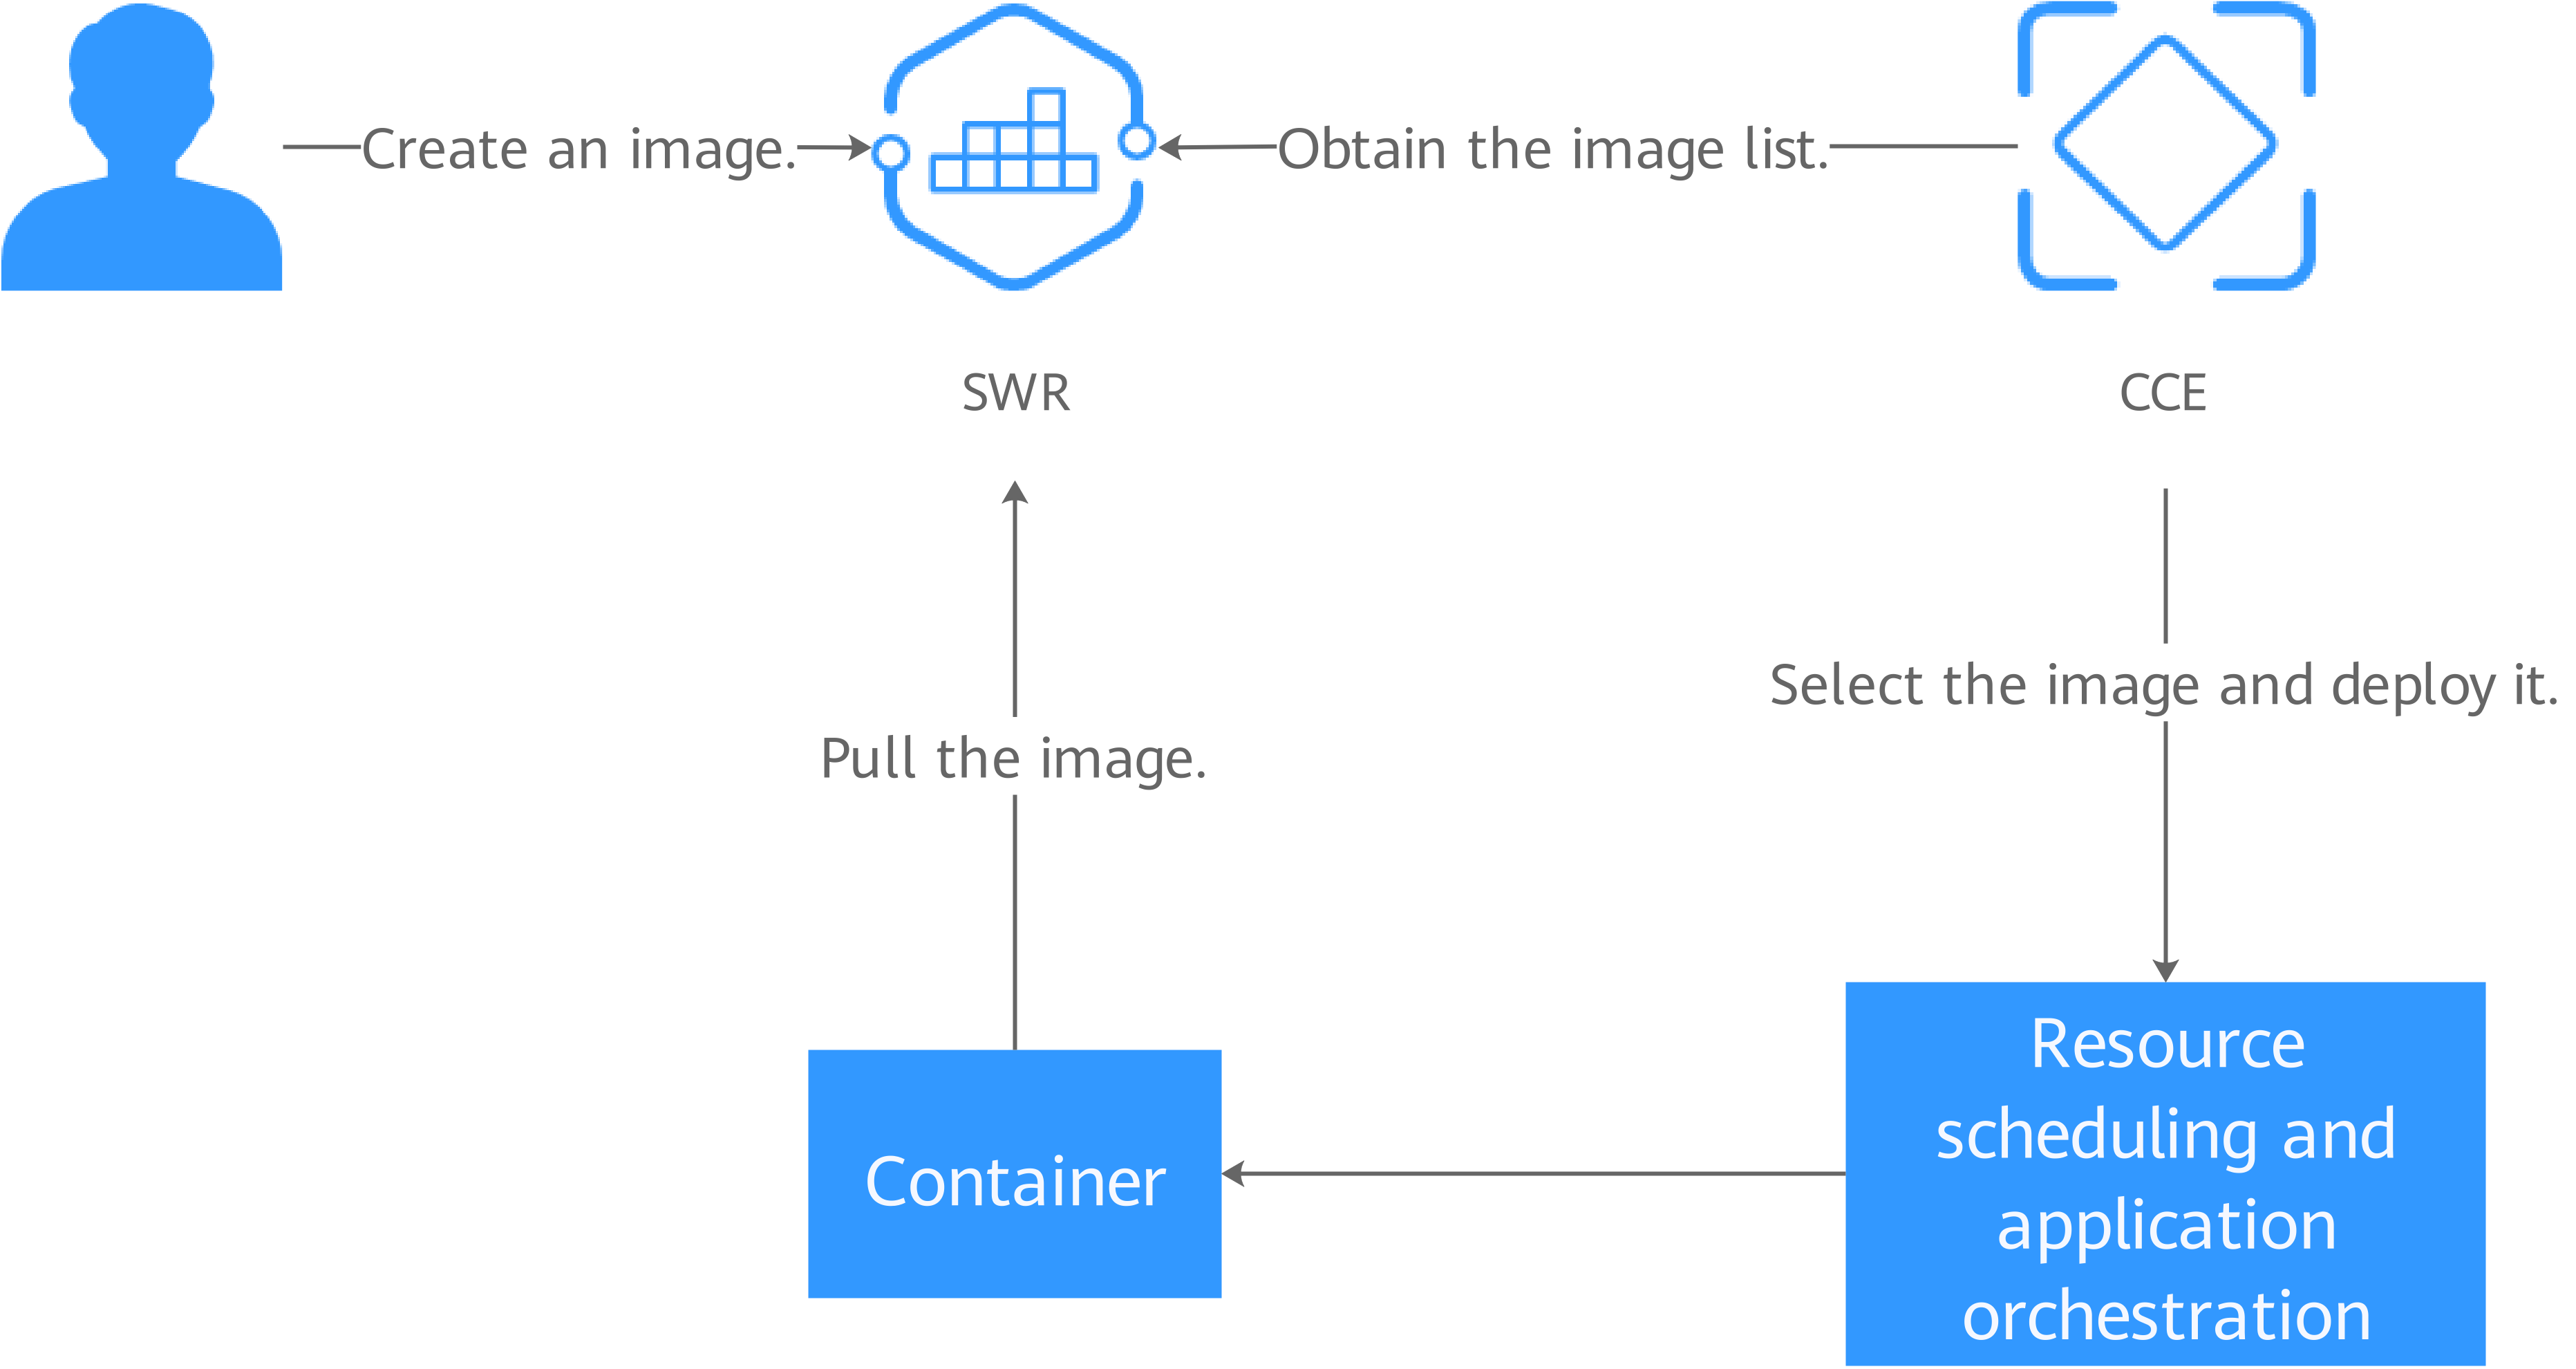 Create an image.
Obtain the image list.
SWR
CCE
Select the image and deploy it.
Pull the image.
Container
Resource
scheduling and
application
orchestration